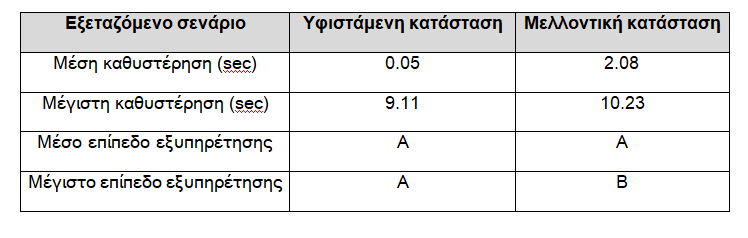 Εξεταζόμενο σενάριο Υφιστάμενη κατάσταση Μελλοντική κατάσταση
Μέση καθυστέρηση (sec) 0.05 2.08
Μέγιστη καθυστέρηση (sec) 9.11 10.23
Μέσο επίπεδο εξυπηρέτησης Α Α
Μέγιστο επίπεδο εξυπηρέτησης Α Β